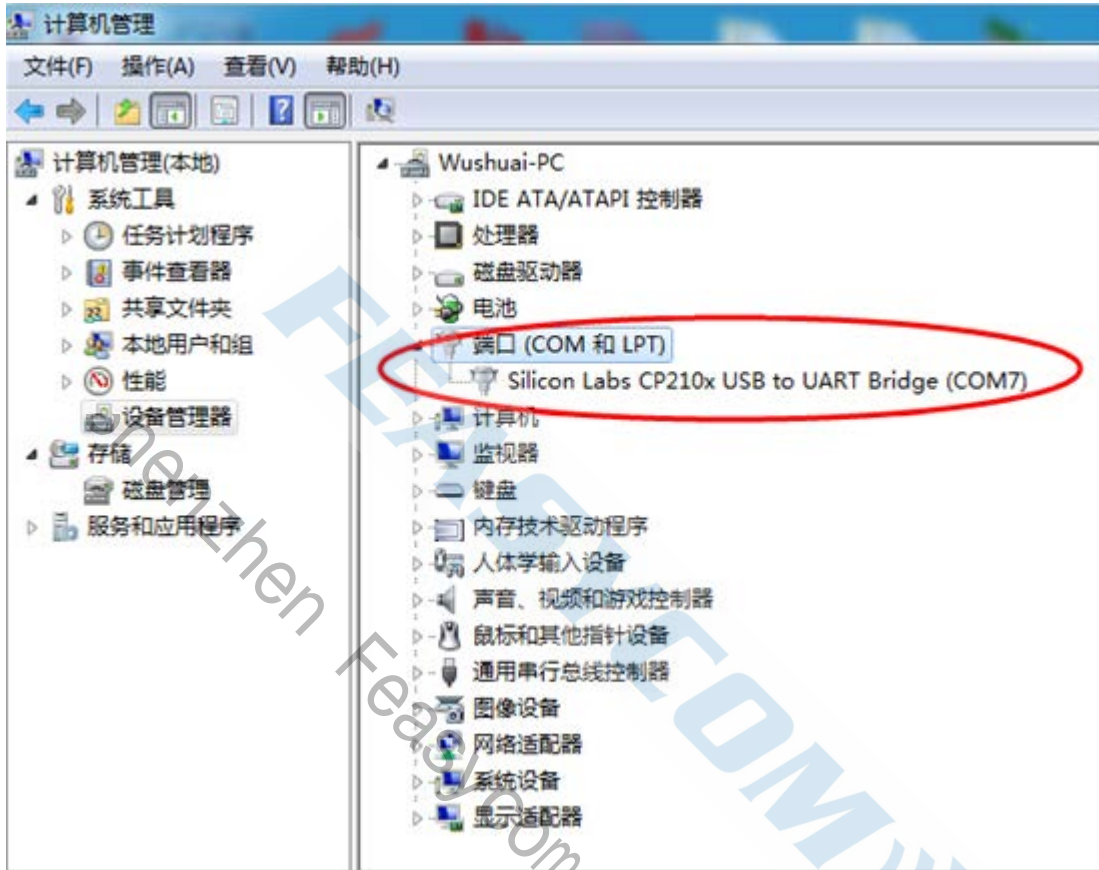 计算机管理
文件(F) 操作(A) 查看(V) 帮助(H)
计算机管理(本地)
系统工具
任务计划程序
事件查看器
共享文件夹
本地用户和组
性能
设备管理器
存储
磁盘管理
服务和应用程序
Wushuai-PC
IDE ATA/ATAPI 控制器
处理器
磁盘驱动器
电池
端口 (COM 和 LPT)
Silicon Labs CP210x USB to UART Bridge (COM7)
计算机
监视器
键盘
内存技术驱动程序
人体学输入设备
声音、视频和游戏控制器
鼠标和其他指针设备
通用串行总线控制器
图像设备
网络适配器
系统设备
显示适配器
FEASYCOM
Shenzhen Feasycom